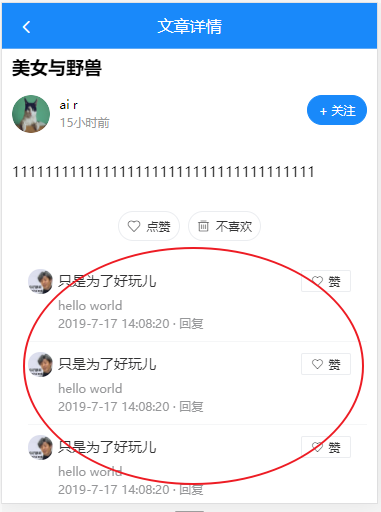 文章详情
美女与野兽
ai r
15小时前
+ 关注
1111111111111111111111111111111111111
点赞
不喜欢
只是为了好玩儿
赞
hello world
2019-7-17 14:08:20 · 回复
只是为了好玩儿
赞
hello world
2019-7-17 14:08:20 · 回复
只是为了好玩儿
赞
hello world
2019-7-17 14:08:20 · 回复